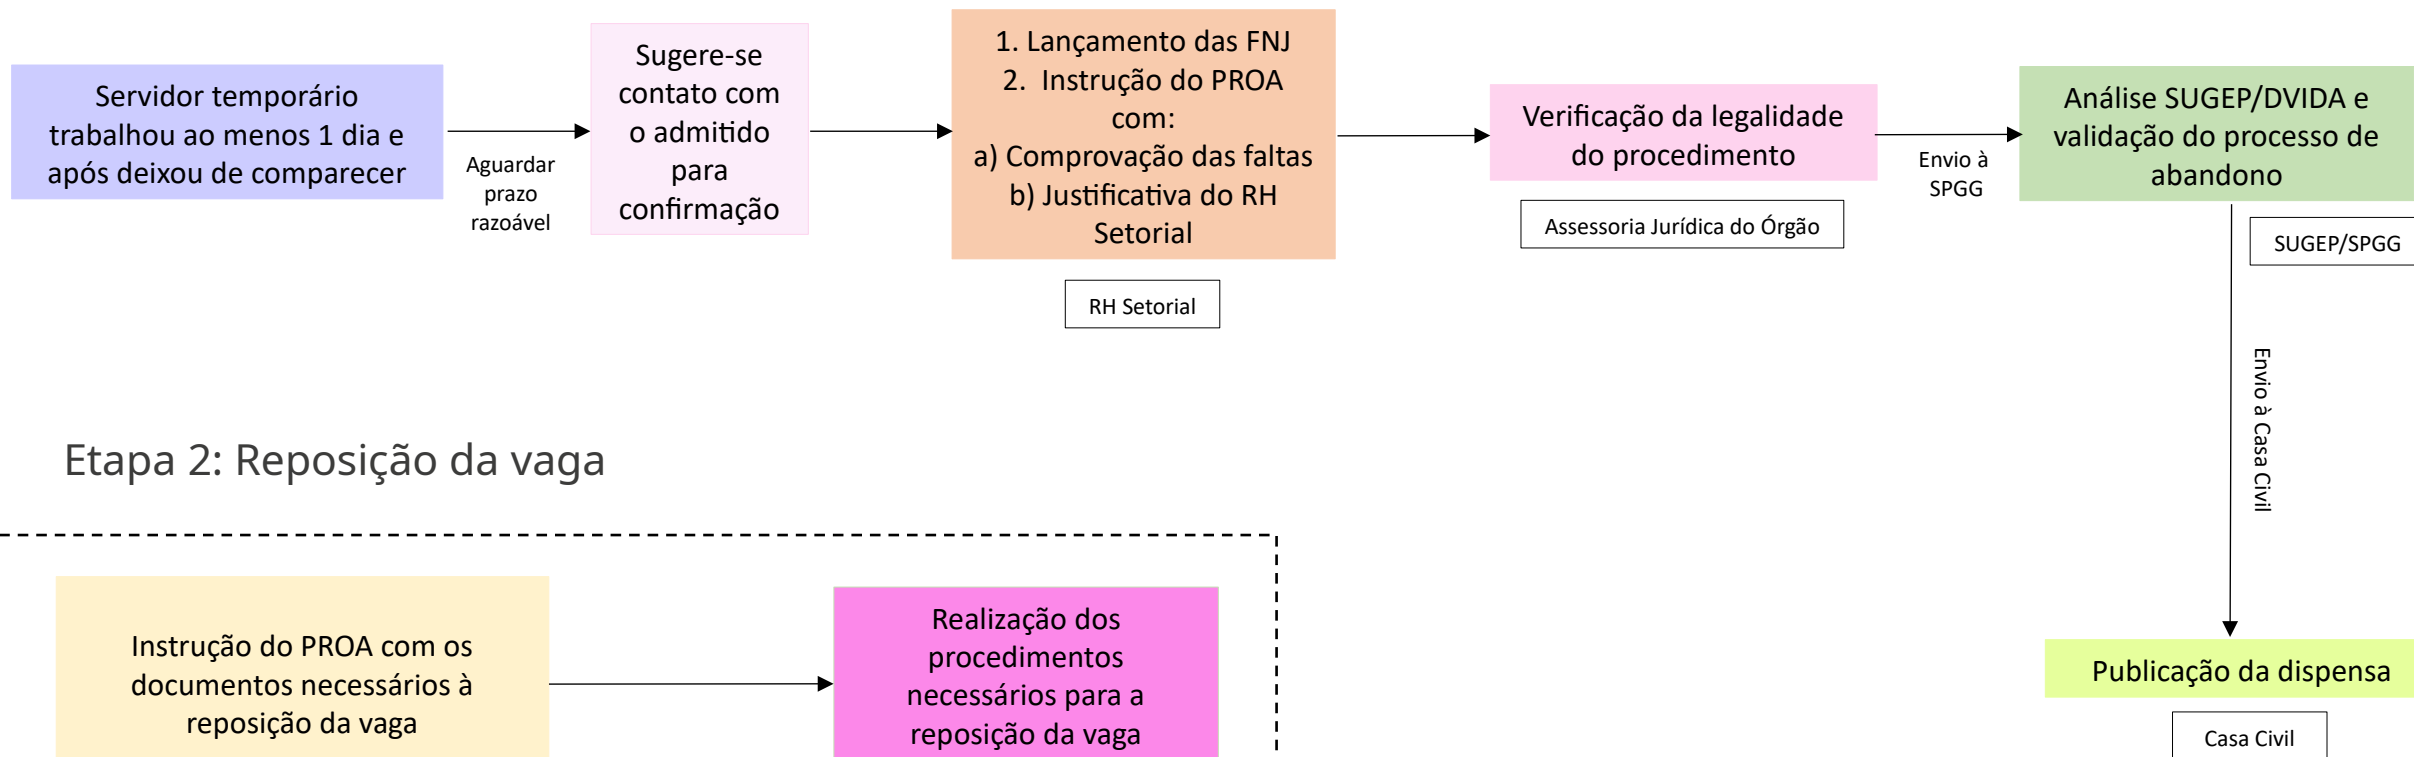 Servidor temporário
trabalhou ao menos 1 dia e
após deixou de comparecer
Aguardar
prazo
razoável
Sugere-se
contato com
o admitido
para
confirmação
1. Lançamento das FNJ
2. Instrução do PROA
com:
a) Comprovação das faltas
b) Justificativa do RH
Setorial
RH Setorial
Verificação da legalidade
do procedimento
Assessoria Jurídica do Órgão
Envio à
SPGG
Análise SUGEP/DVIDA e
validação do processo de
abandono
SUGEP/SPGG
Envio à Casa Civil
Publicação da dispensa
Casa Civil
Etapa 2: Reposição da vaga
Instrução do PROA com os
documentos necessários à
reposição da vaga
Realização dos
procedimentos
necessários para a
reposição da vaga